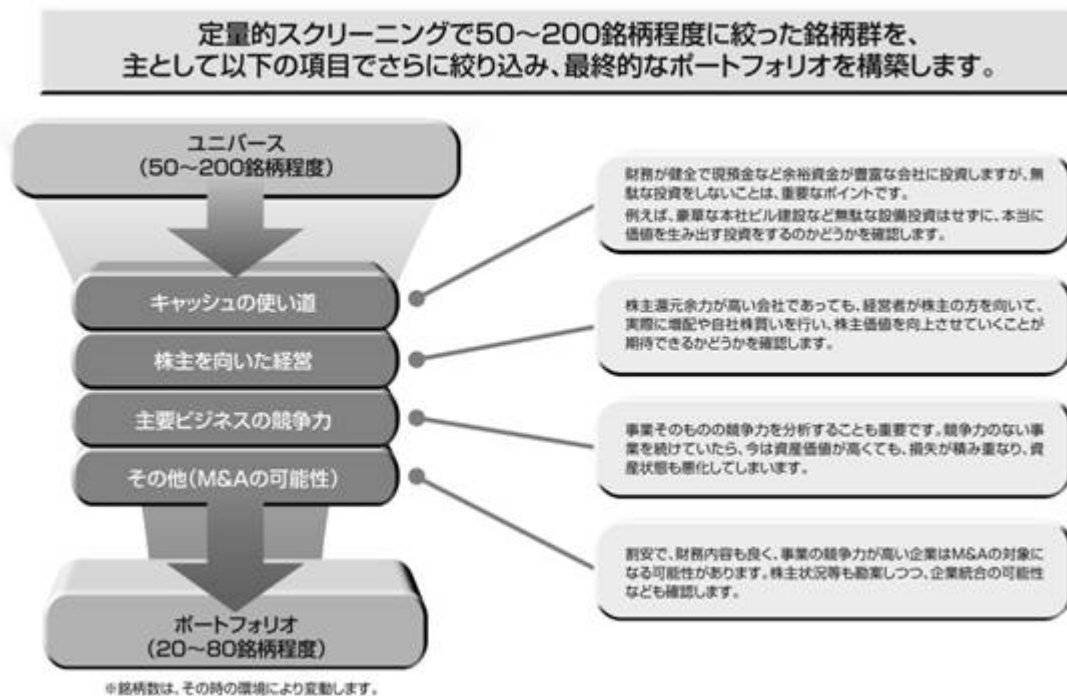 定量的スクリーニングで50～200銘柄程度に絞った銘柄群を、
主として以下の項目でさらに絞り込み、最終的なポートフォリオを構築します。
ユニバース
（50～200銘柄程度）
キャッシュの使い道
財務が健全で現預金など余裕資金が豊富な会社に投資しますが、無
駄な投資をしないことは、重要なポイントです。
例えば、豪華な本社ビル建設など無駄な設備投資はせずに、本当に
価値を生み出す投資をするのかどうかを確認します。
株主を向いた経営
株主還元余力が高い会社であっても、経営者が株主の方を向いて、
実際に増配や自社株買いを行い、株主価値を向上させていくことが
期待できるかどうかを確認します。
主要ビジネスの競争力
事業そのものの競争力を分析することも重要です。競争力のない事
業を続けていたら、今は資産価値が高くても、損失が積み重なり、資
産状態も悪化してしまいます。
その他（M&Aの可能性）
割安で、財務内容も良く、事業の競争力が高い企業はM&Aの対象に
なる可能性があります。株主状況等も勘案しつつ、企業統合の可能性
なども確認します。
ポートフォリオ
（20～80銘柄程度）
※銘柄数は、その時の環境により変動します。